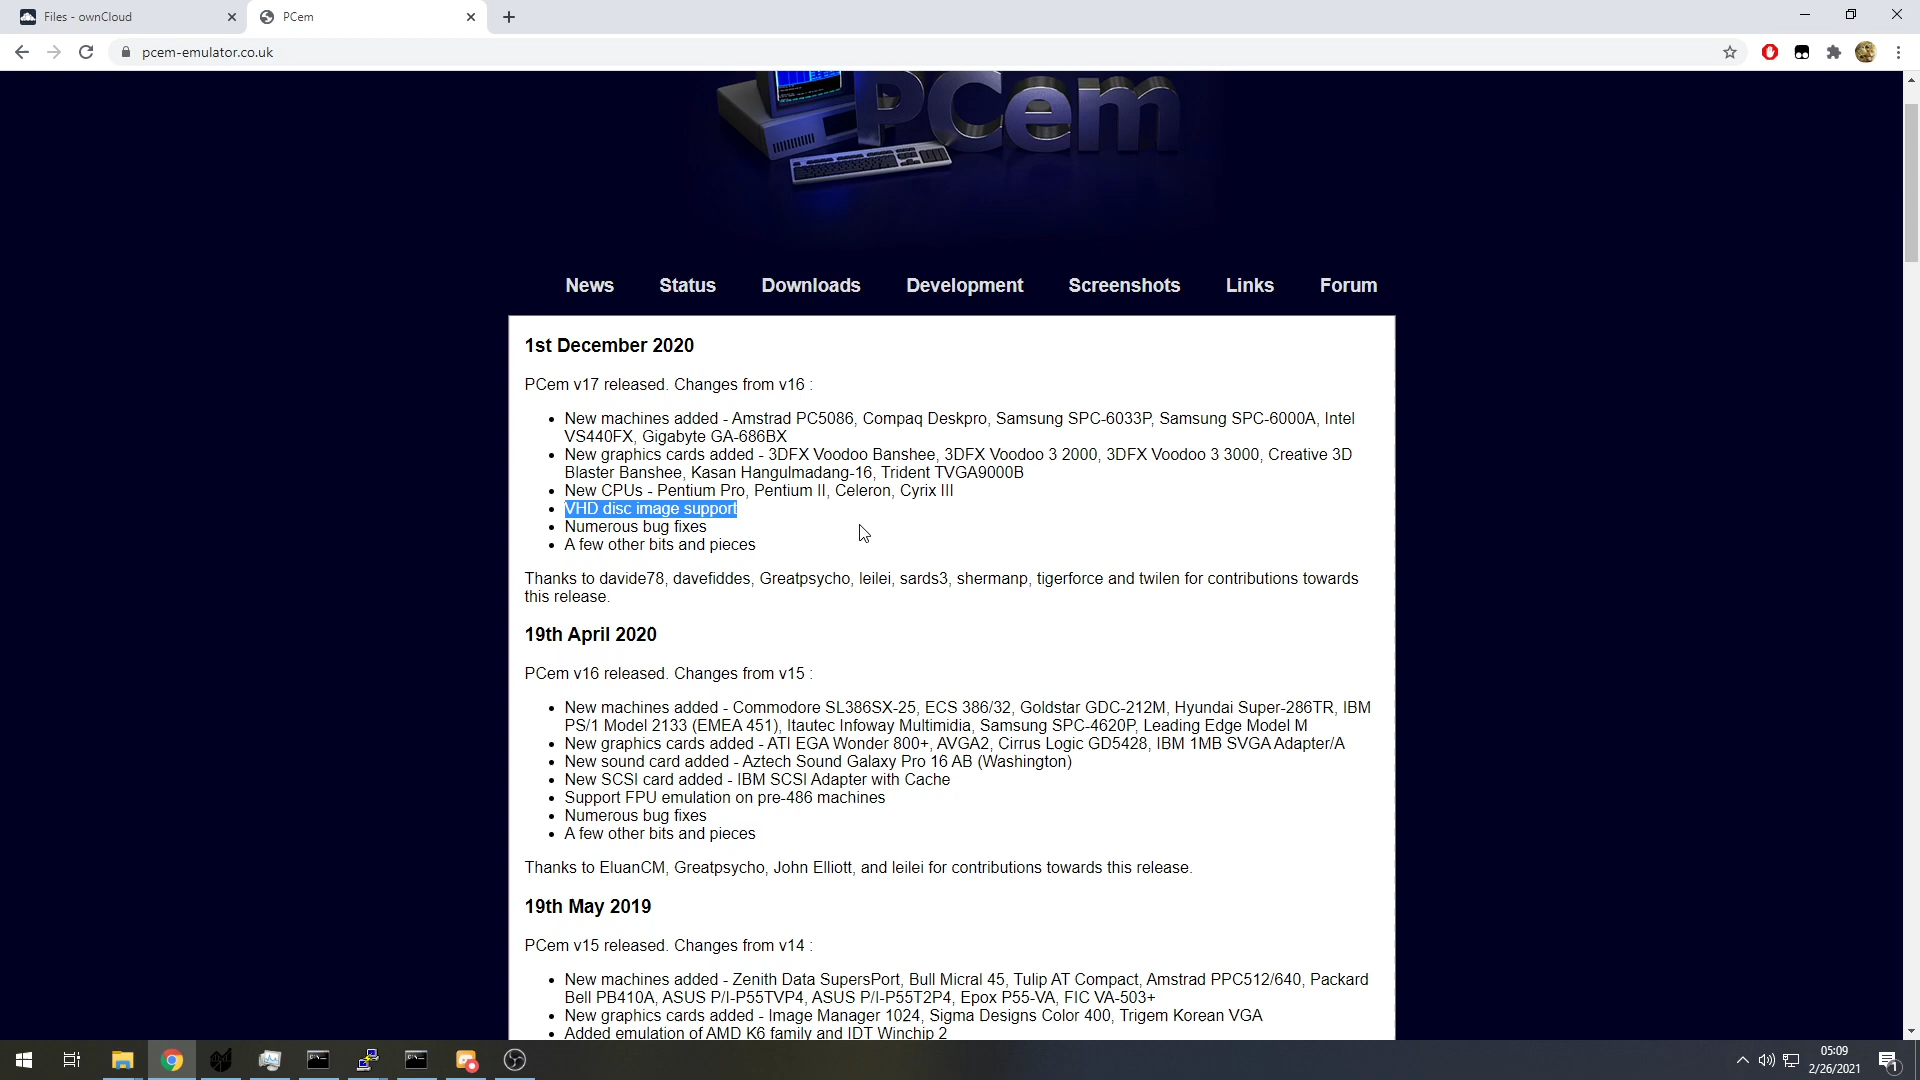 Files - ownCloud
PCem
pcem-emulator.co.uk
PCem
News Status Downloads Development Screenshots Links Forum
1st December 2020
PCem v17 released. Changes from v16 :
• New machines added - Amstrad PC5086, Compaq Deskpro, Samsung SPC-6033P, Samsung SPC-6000A, Intel
VS440FX, Gigabyte GA-686BX
• New graphics cards added - 3DFX Voodoo Banshee, 3DFX Voodoo 3 2000, 3DFX Voodoo 3 3000, Creative 3D
Blaster Banshee, Kasan Hangulmadang-16, Trident TVGA9000B
• New CPUs - Pentium Pro, Pentium II, Celeron, Cyrix III
• VHD disc image support
• Numerous bug fixes
• A few other bits and pieces
Thanks to davide78, davefiddes, Greatpsycho, leilei, sards3, shermanp, tigerforce and twilen for contributions towards
this release.
19th April 2020
PCem v16 released. Changes from v15 :
• New machines added - Commodore SL386SX-25, ECS 386/32, Goldstar GDC-212M, Hyundai Super-286TR, IBM
PS/1 Model 2133 (EMEA 451), Itautec Infoway Multimidia, Samsung SPC-4620P, Leading Edge Model M
• New graphics cards added - ATI EGA Wonder 800+, AVGA2, Cirrus Logic GD5428, IBM 1MB SVGA Adapter/A
• New sound card added - Aztech Sound Galaxy Pro 16 AB (Washington)
• New SCSI card added - IBM SCSI Adapter with Cache
• Support FPU emulation on pre-486 machines
• Numerous bug fixes
• A few other bits and pieces
Thanks to EluanCM, Greatpsycho, John Elliott, and leilei for contributions towards this release.
19th May 2019
PCem v15 released. Changes from v14 :
• New machines added - Zenith Data SupersPort, Bull Micral 45, Tulip AT Compact, Amstrad PPC512/640, Packard
Bell PB410A, ASUS P/I-P55TVP4, ASUS P/I-P55T2P4, Epox P55-VA, FIC VA-503+
• New graphics cards added - Image Manager 1024, Sigma Designs Color 400, Trigem Korean VGA
• Added emulation of AMD K6 family and IDT Winchip 2
05:09
2/26/2021
1